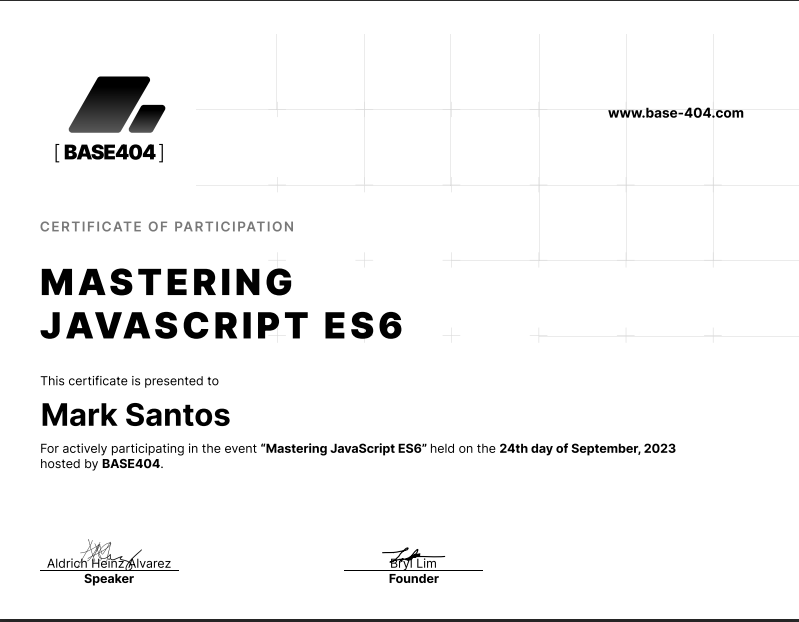 www.base-404.com
[ BASE404 ]
CERTIFICATE OF PARTICIPATION
MASTERING
JAVASCRIPT ES6
This certificate is presented to
Mark Santos
For actively participating in the event “Mastering JavaScript ES6” held on the 24th day of September, 2023
hosted by BASE404.
Aldrich Heinz Alvarez
Speaker
Bryl Lim
Founder